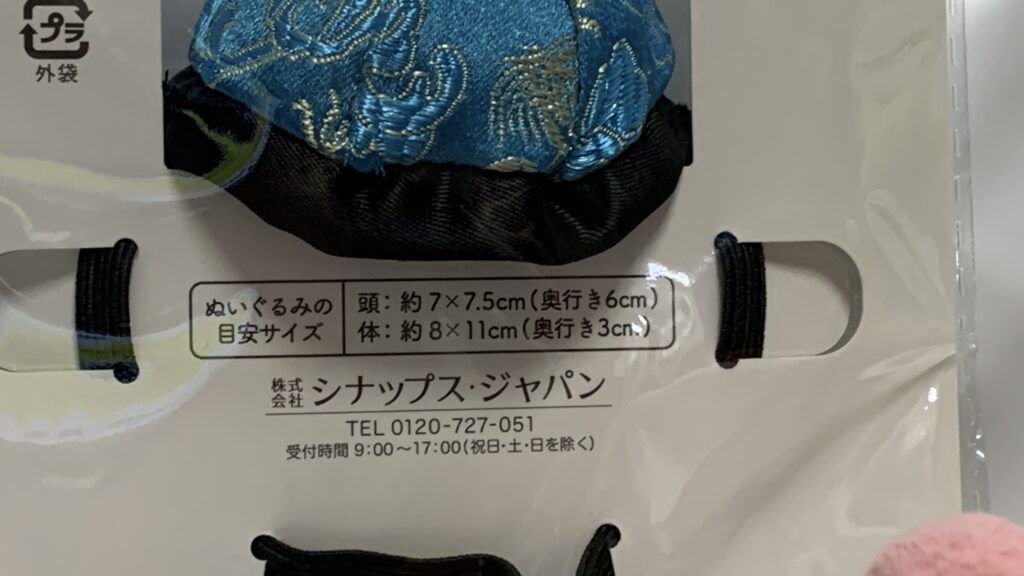 プラ
外袋
ぬいぐるみの
目安サイズ
頭：約7×7.5cm(奥行き6cm)
体：約8×11cm(奥行き3cm)
株式会社 シナップス・ジャパン
TEL 0120-727-051
受付時間 9:00〜17:00(祝日・土・日を除く)